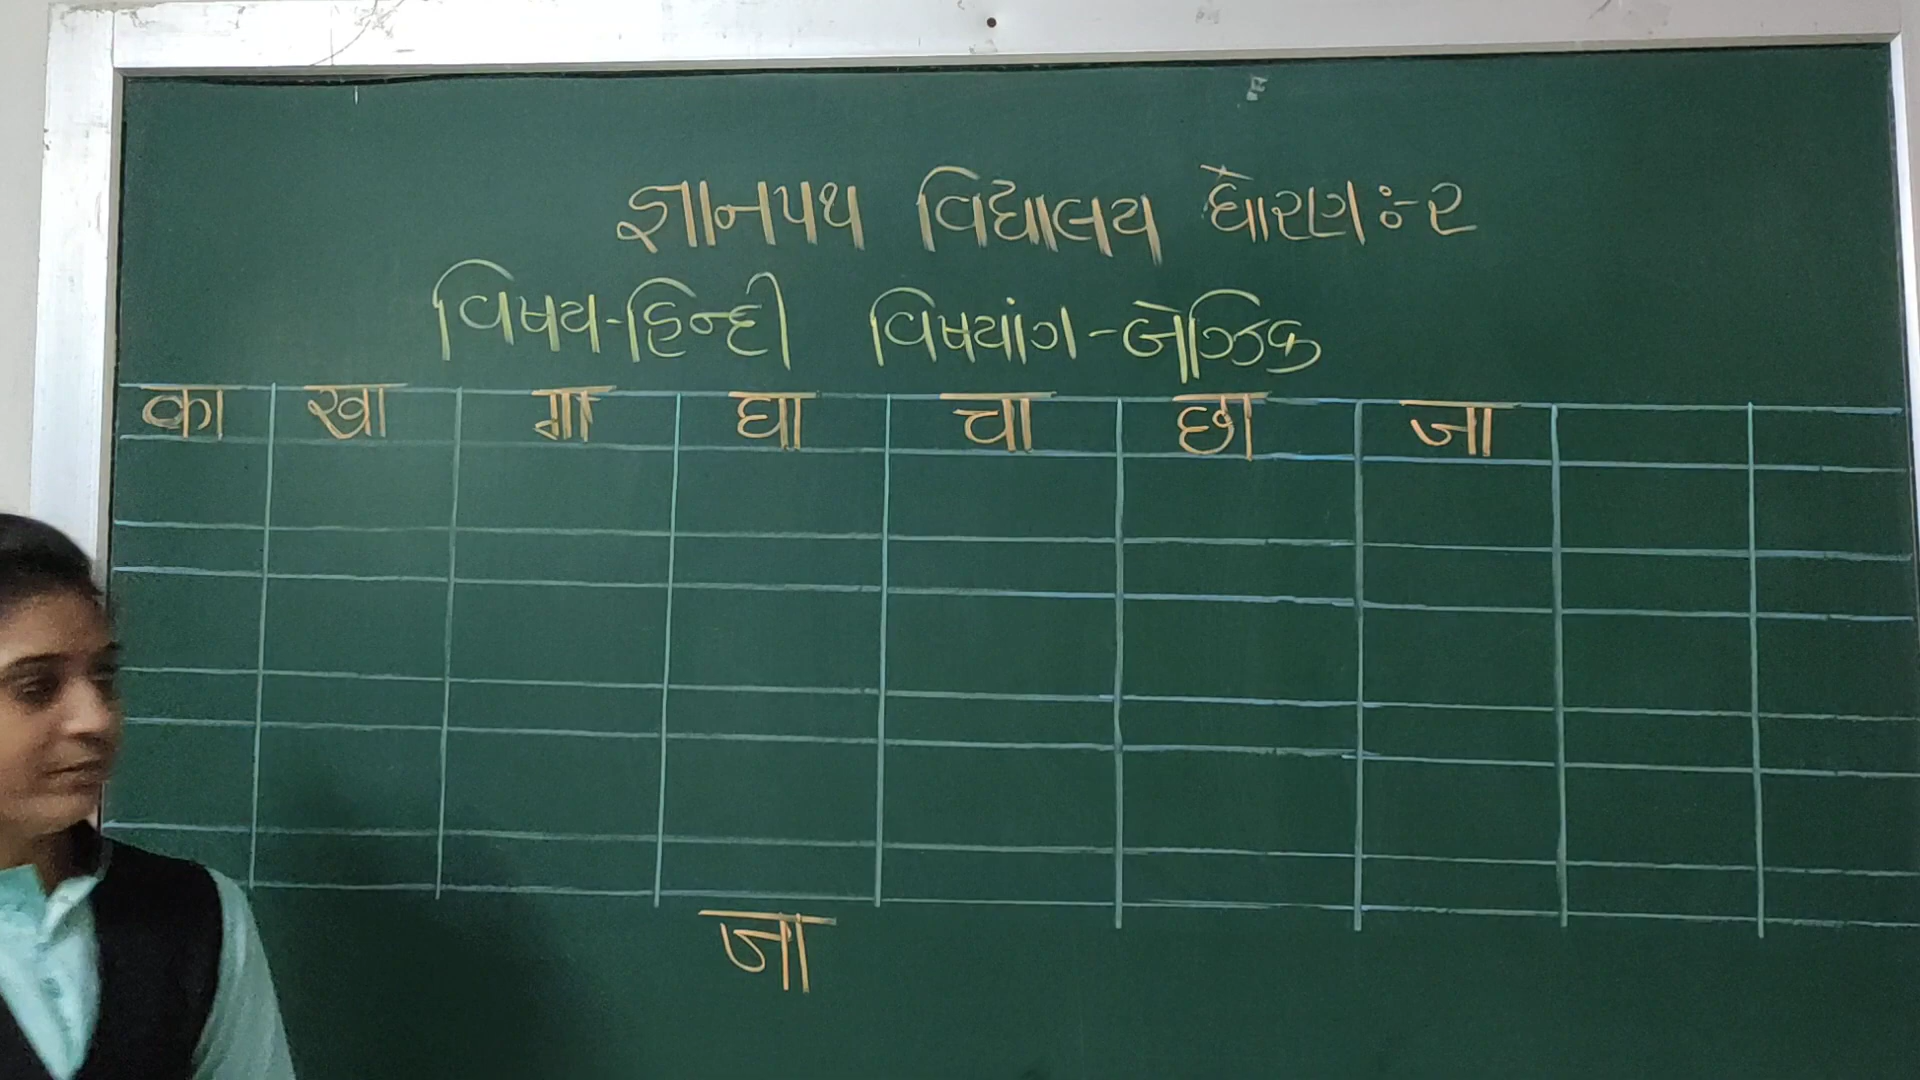 જ્ઞાનપથ વિદ્યાલય ધોરણ:-૨
વિષય-હિન્દી વિષયાંગ-બેઝિક
का खा गा घा चा छा जा
जा